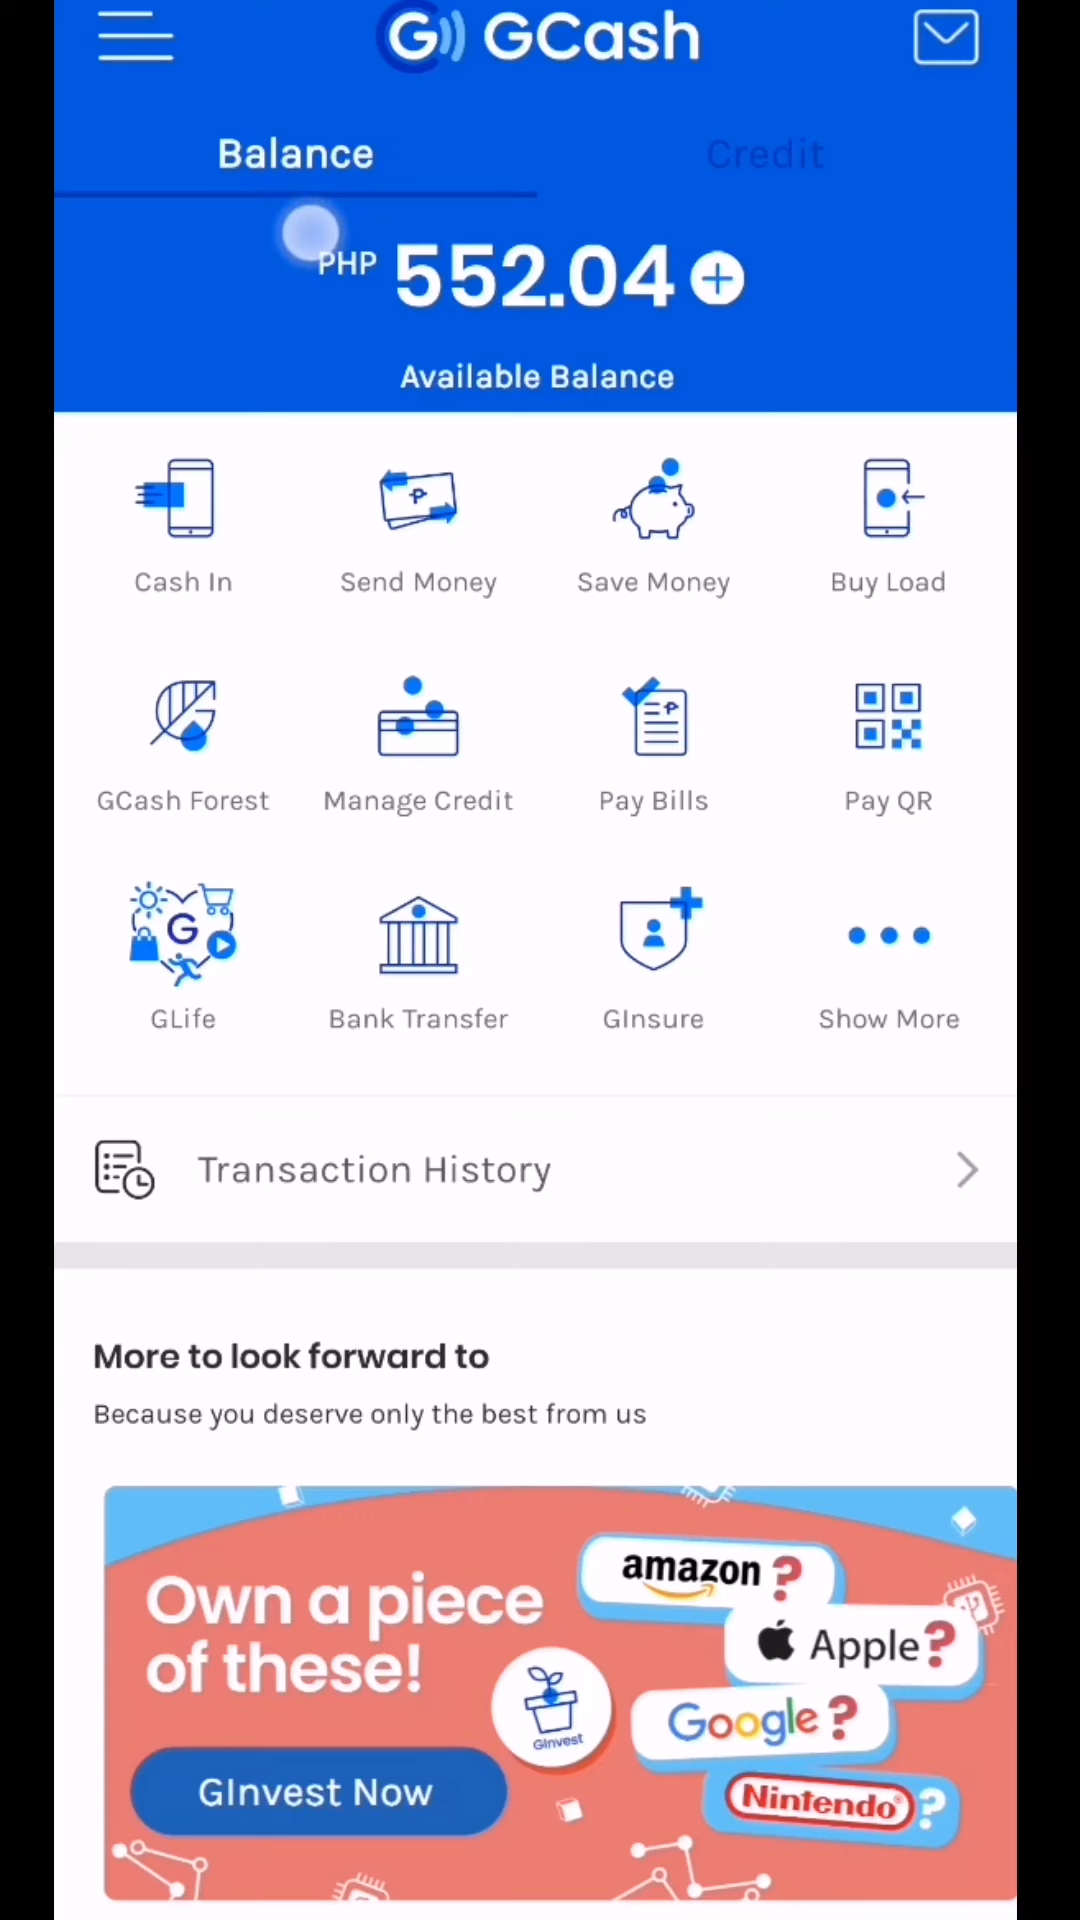 G GCash
Balance
Credit
PHP 552.04
Available Balance
Cash In
Send Money
Save Money
Buy Load
GCash Forest
Manage Credit
Pay Bills
Pay QR
GLife
Bank Transfer
GInsure
Show More
Transaction History
More to look forward to
Because you deserve only the best from us
Own a piece
of these!
GInvest Now
GInvest
amazon?
Apple?
Google?
Nintendo®?